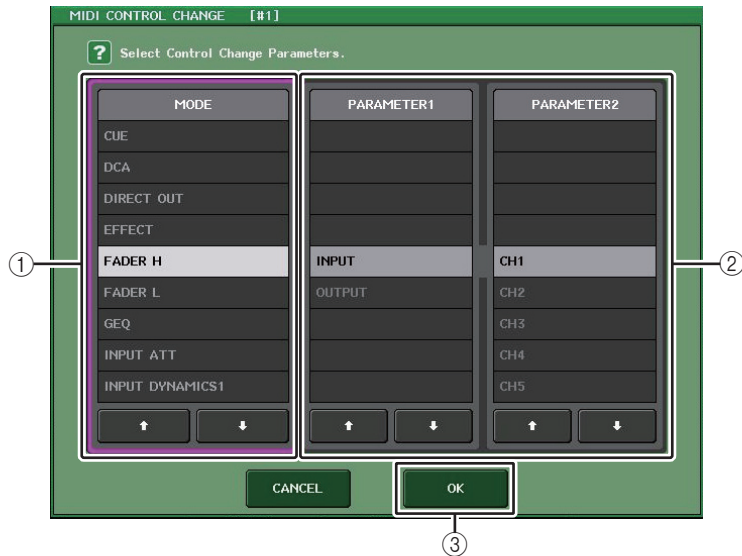 MIDI CONTROL CHANGE [#1]
? Select Control Change Parameters.
MODE
CUE
DCA
DIRECT OUT
EFFECT
FADER H
FADER L
GEQ
INPUT ATT
INPUT DYNAMICS1
PARAMETER1
INPUT
OUTPUT
PARAMETER2
CH1
CH2
CH3
CH4
CH5
①
②
CANCEL
OK
③